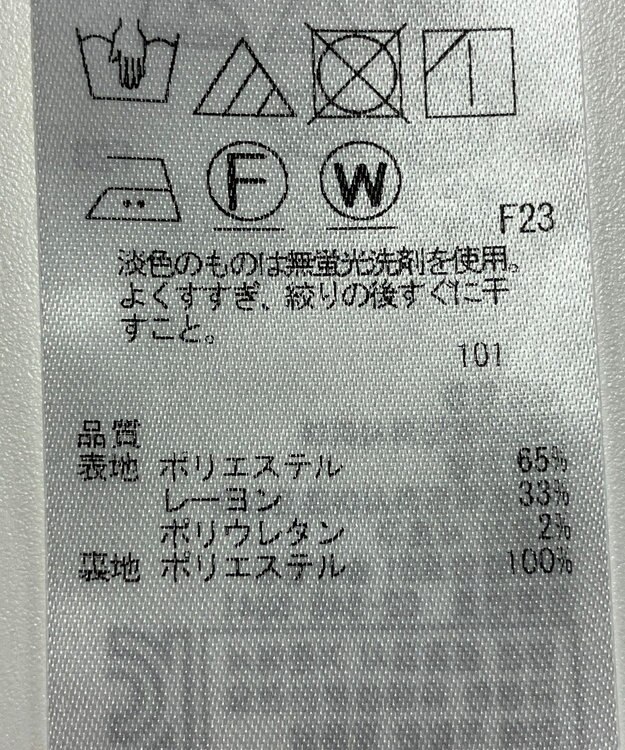 F
W
F23
淡色のものは無蛍光洗剤を使用。
よくすすぎ、絞りの後すぐに干
すこと。
101
品質
表地 ポリエステル 65%
レーヨン 33%
ポリウレタン 2%
裏地 ポリエステル 100%